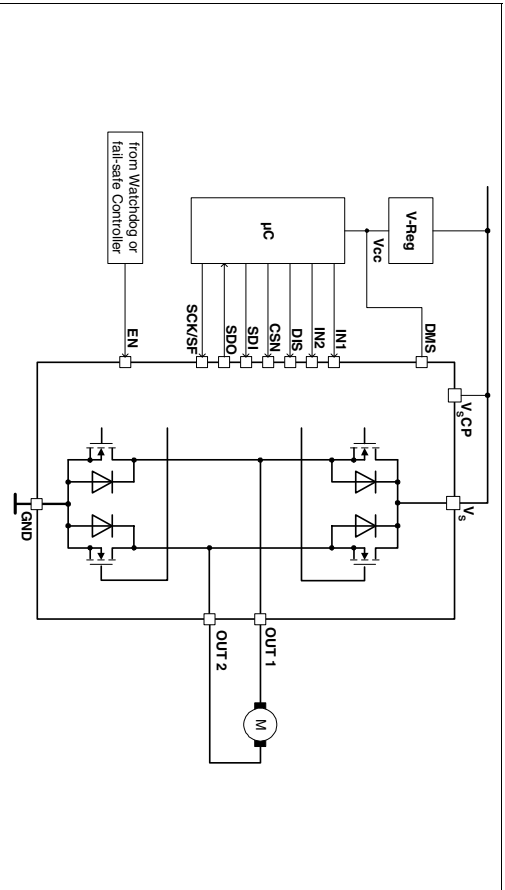 V-Reg
Vcc
µC
from Watchdog or
fail-safe Controller
DMS
IN1
IN2
DIS
CSN
SDI
SDO
SCK/SF
EN
VSCP
VS
GND
OUT 1
OUT 2
M